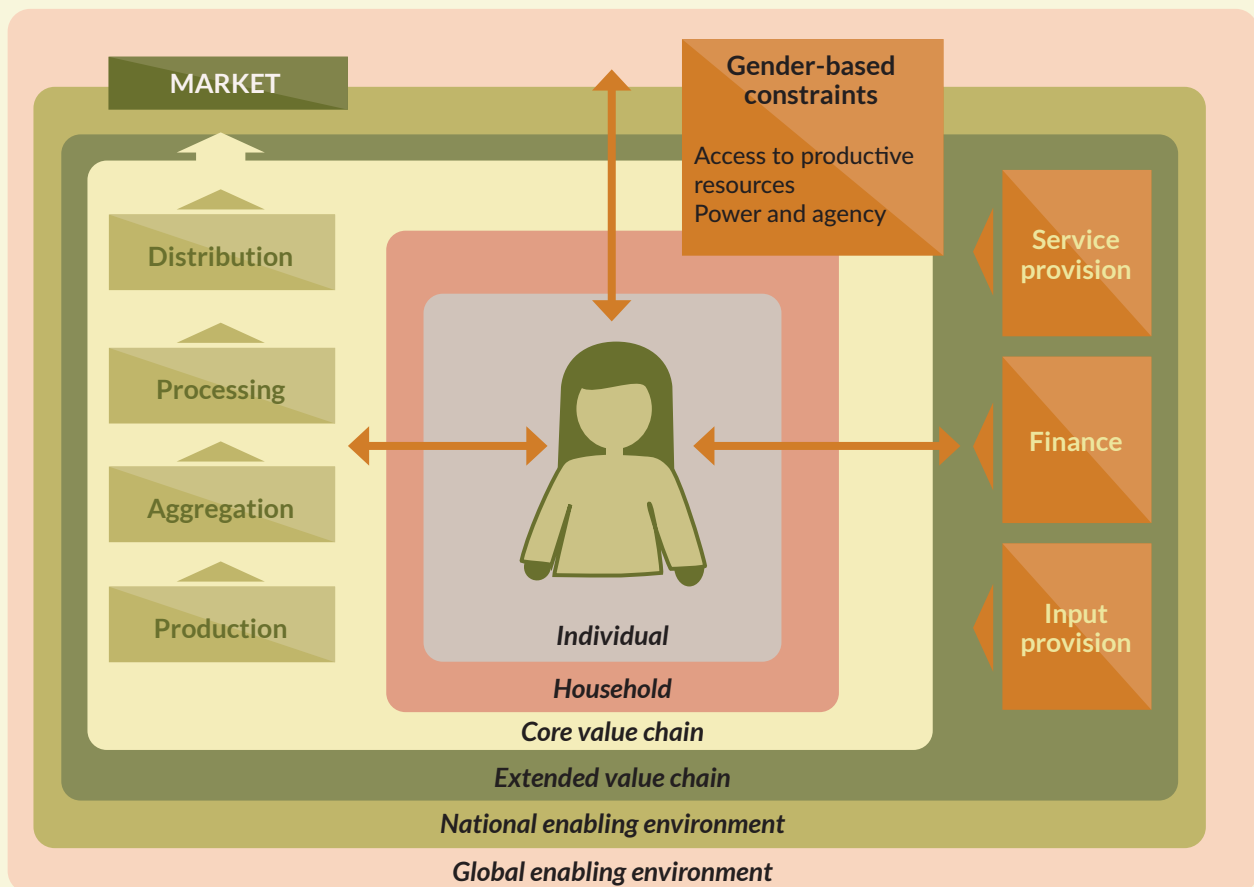 MARKET
Gender-based
constraints
Access to productive
resources
Power and agency
Distribution
Processing
Aggregation
Production
Service
provision
Finance
Input
provision
Individual
Household
Core value chain
Extended value chain
National enabling environment
Global enabling environment